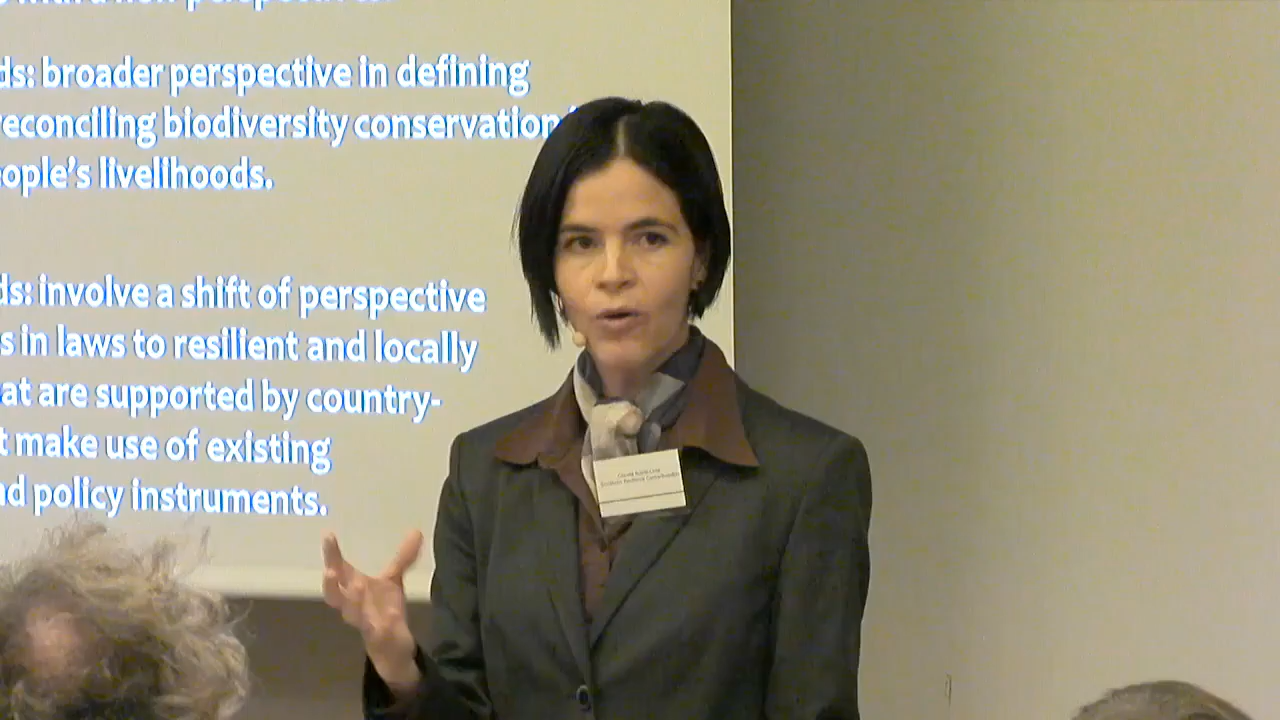 ds: broader perspective in defining
reconciling biodiversity conservation
ople's livelihoods.
ds: involve a shift of perspective
s in laws to resilient and locally
at are supported by country-
t make use of existing
nd policy instruments.